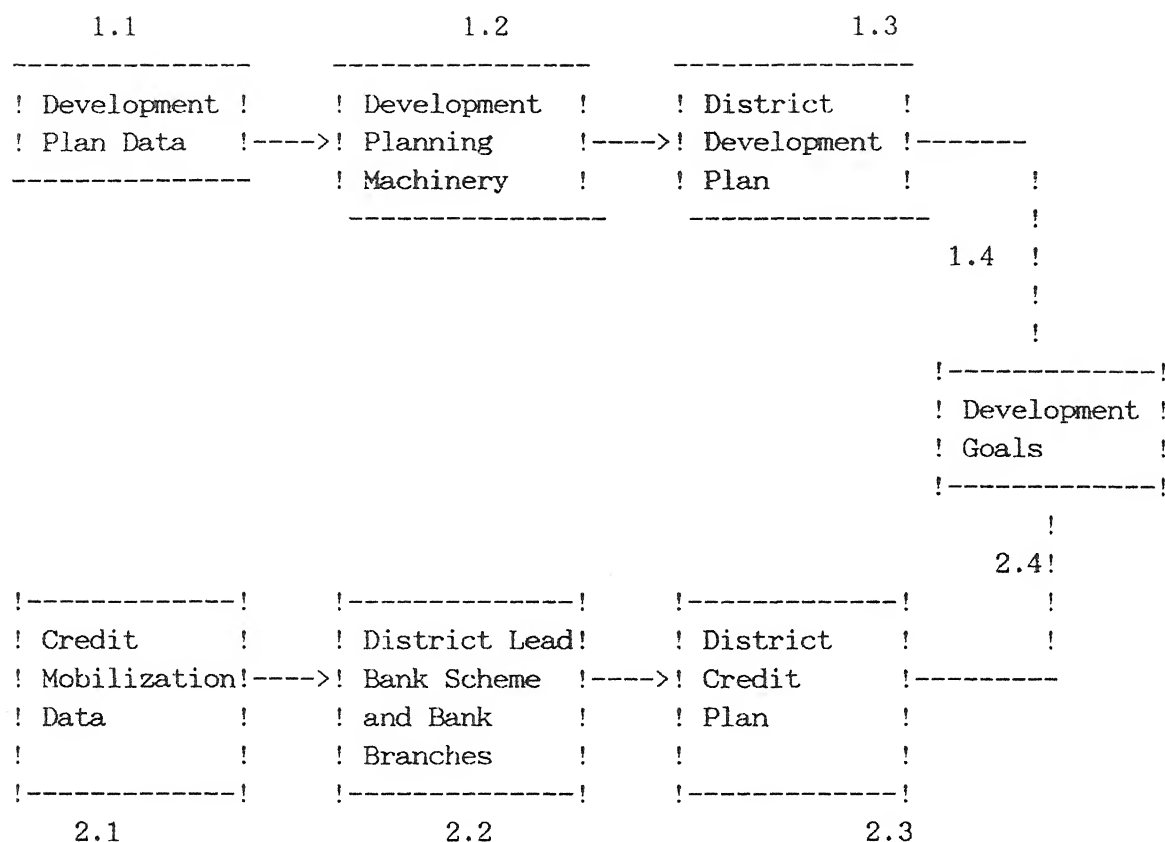 1.1 1.2 1.3
Development Development District
Plan Data Planning Development
Machinery Plan
1.4
Development
Goals
2.4
Credit District Lead District
Mobilization Bank Scheme Credit
Data and Bank Plan
Branches
2.1 2.2 2.3